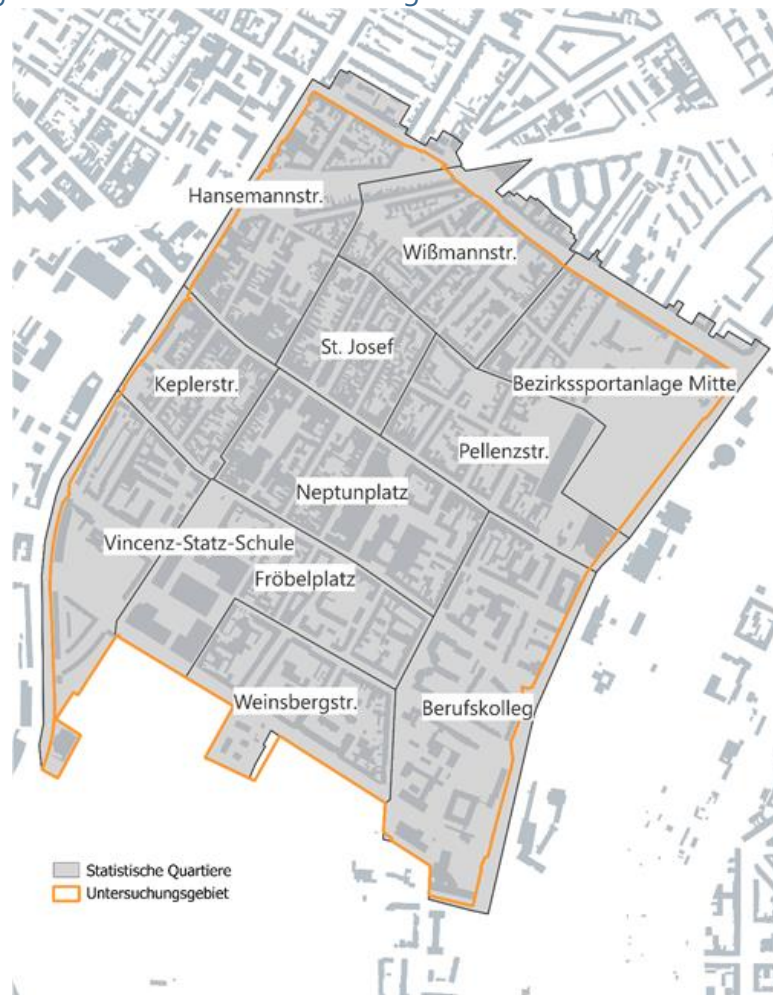 Hansemannstr.
Wißmannstr.
St. Josef
Keplerstr.
Bezirkssportanlage Mitte
Pellenzstr.
Neptunplatz
Vincenz-Statz-Schule
Fröbelplatz
Weinsbergstr.
Berufskolleg
Statistische Quartiere
Untersuchungsgebiet